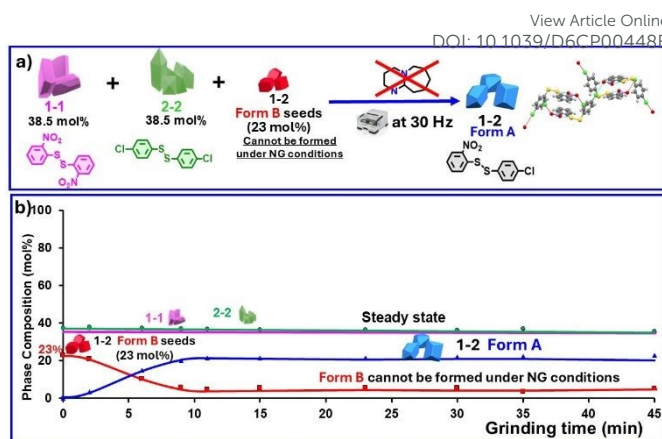 View Article Online
DOI: 10.1039/D6CP00448B
a)
1-1
38.5 mol%
+
2-2
38.5 mol%
+
1-2
Form B seeds
(23 mol%)
Cannot be formed
under NG conditions
N
N
at 30 Hz
1-2
Form A
NO2
S
S
O2N
Cl
S
S
Cl
NO2
S
S
Cl
b)
Phase Composition (mol%)
100
80
60
40
20
0
23%
1-1
2-2
Steady state
1-2 Form B seeds
(23 mol%)
1-2 Form A
Form B cannot be formed under NG conditions
0 5 10 15 20 25 30 35 40 45
Grinding time (min)